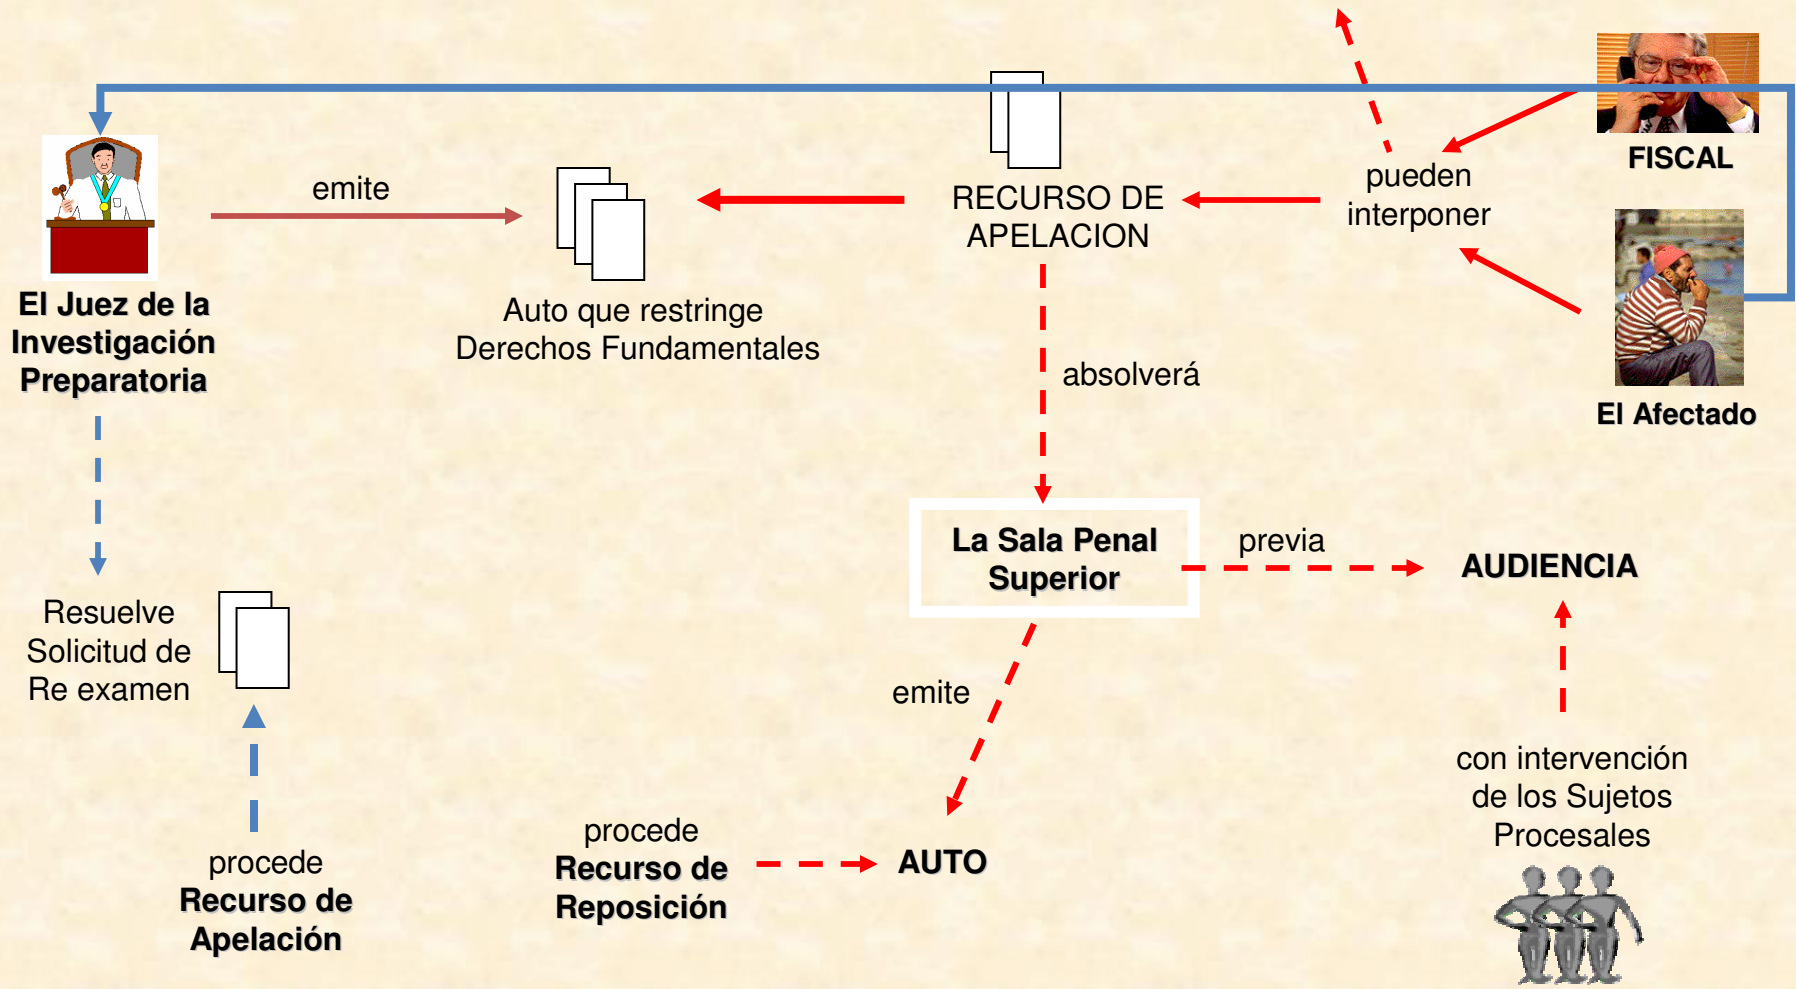 FISCAL
pueden
interponer
emite
RECURSO DE
APELACION
El Juez de la
Investigación
Preparatoria
Auto que restringe
Derechos Fundamentales
absolverá
El Afectado
La Sala Penal
Superior
previa
AUDIENCIA
Resuelve
Solicitud de
Re examen
emite
con intervención
de los Sujetos
Procesales
procede
Recurso de
Reposición
AUTO
procede
Recurso de
Apelación